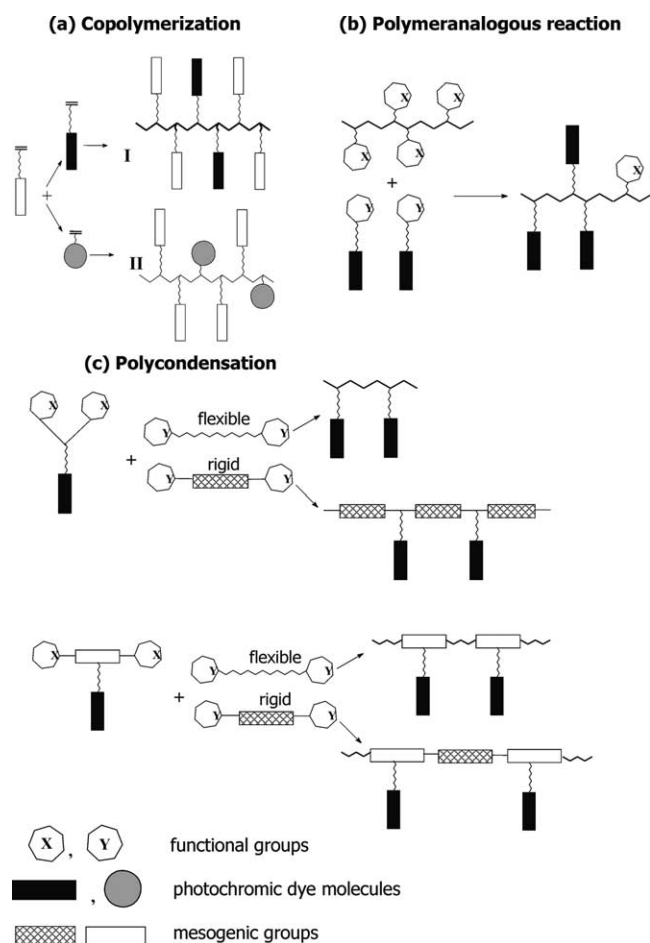 (a) Copolymerization
(b) Polymeranalogous reaction
+
I
II
X X
X X
+
Y Y
X
(c) Polycondensation
X X
+
Y flexible Y
Y rigid Y
X X
+
Y flexible Y
Y rigid Y
X , Y functional groups
, photochromic dye molecules
mesogenic groups